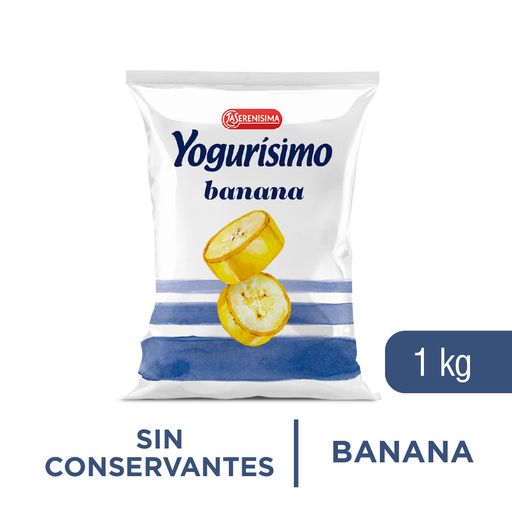 LA SERENISIMA
Yogurísimo
banana
1 kg
SIN
CONSERVANTES
BANANA